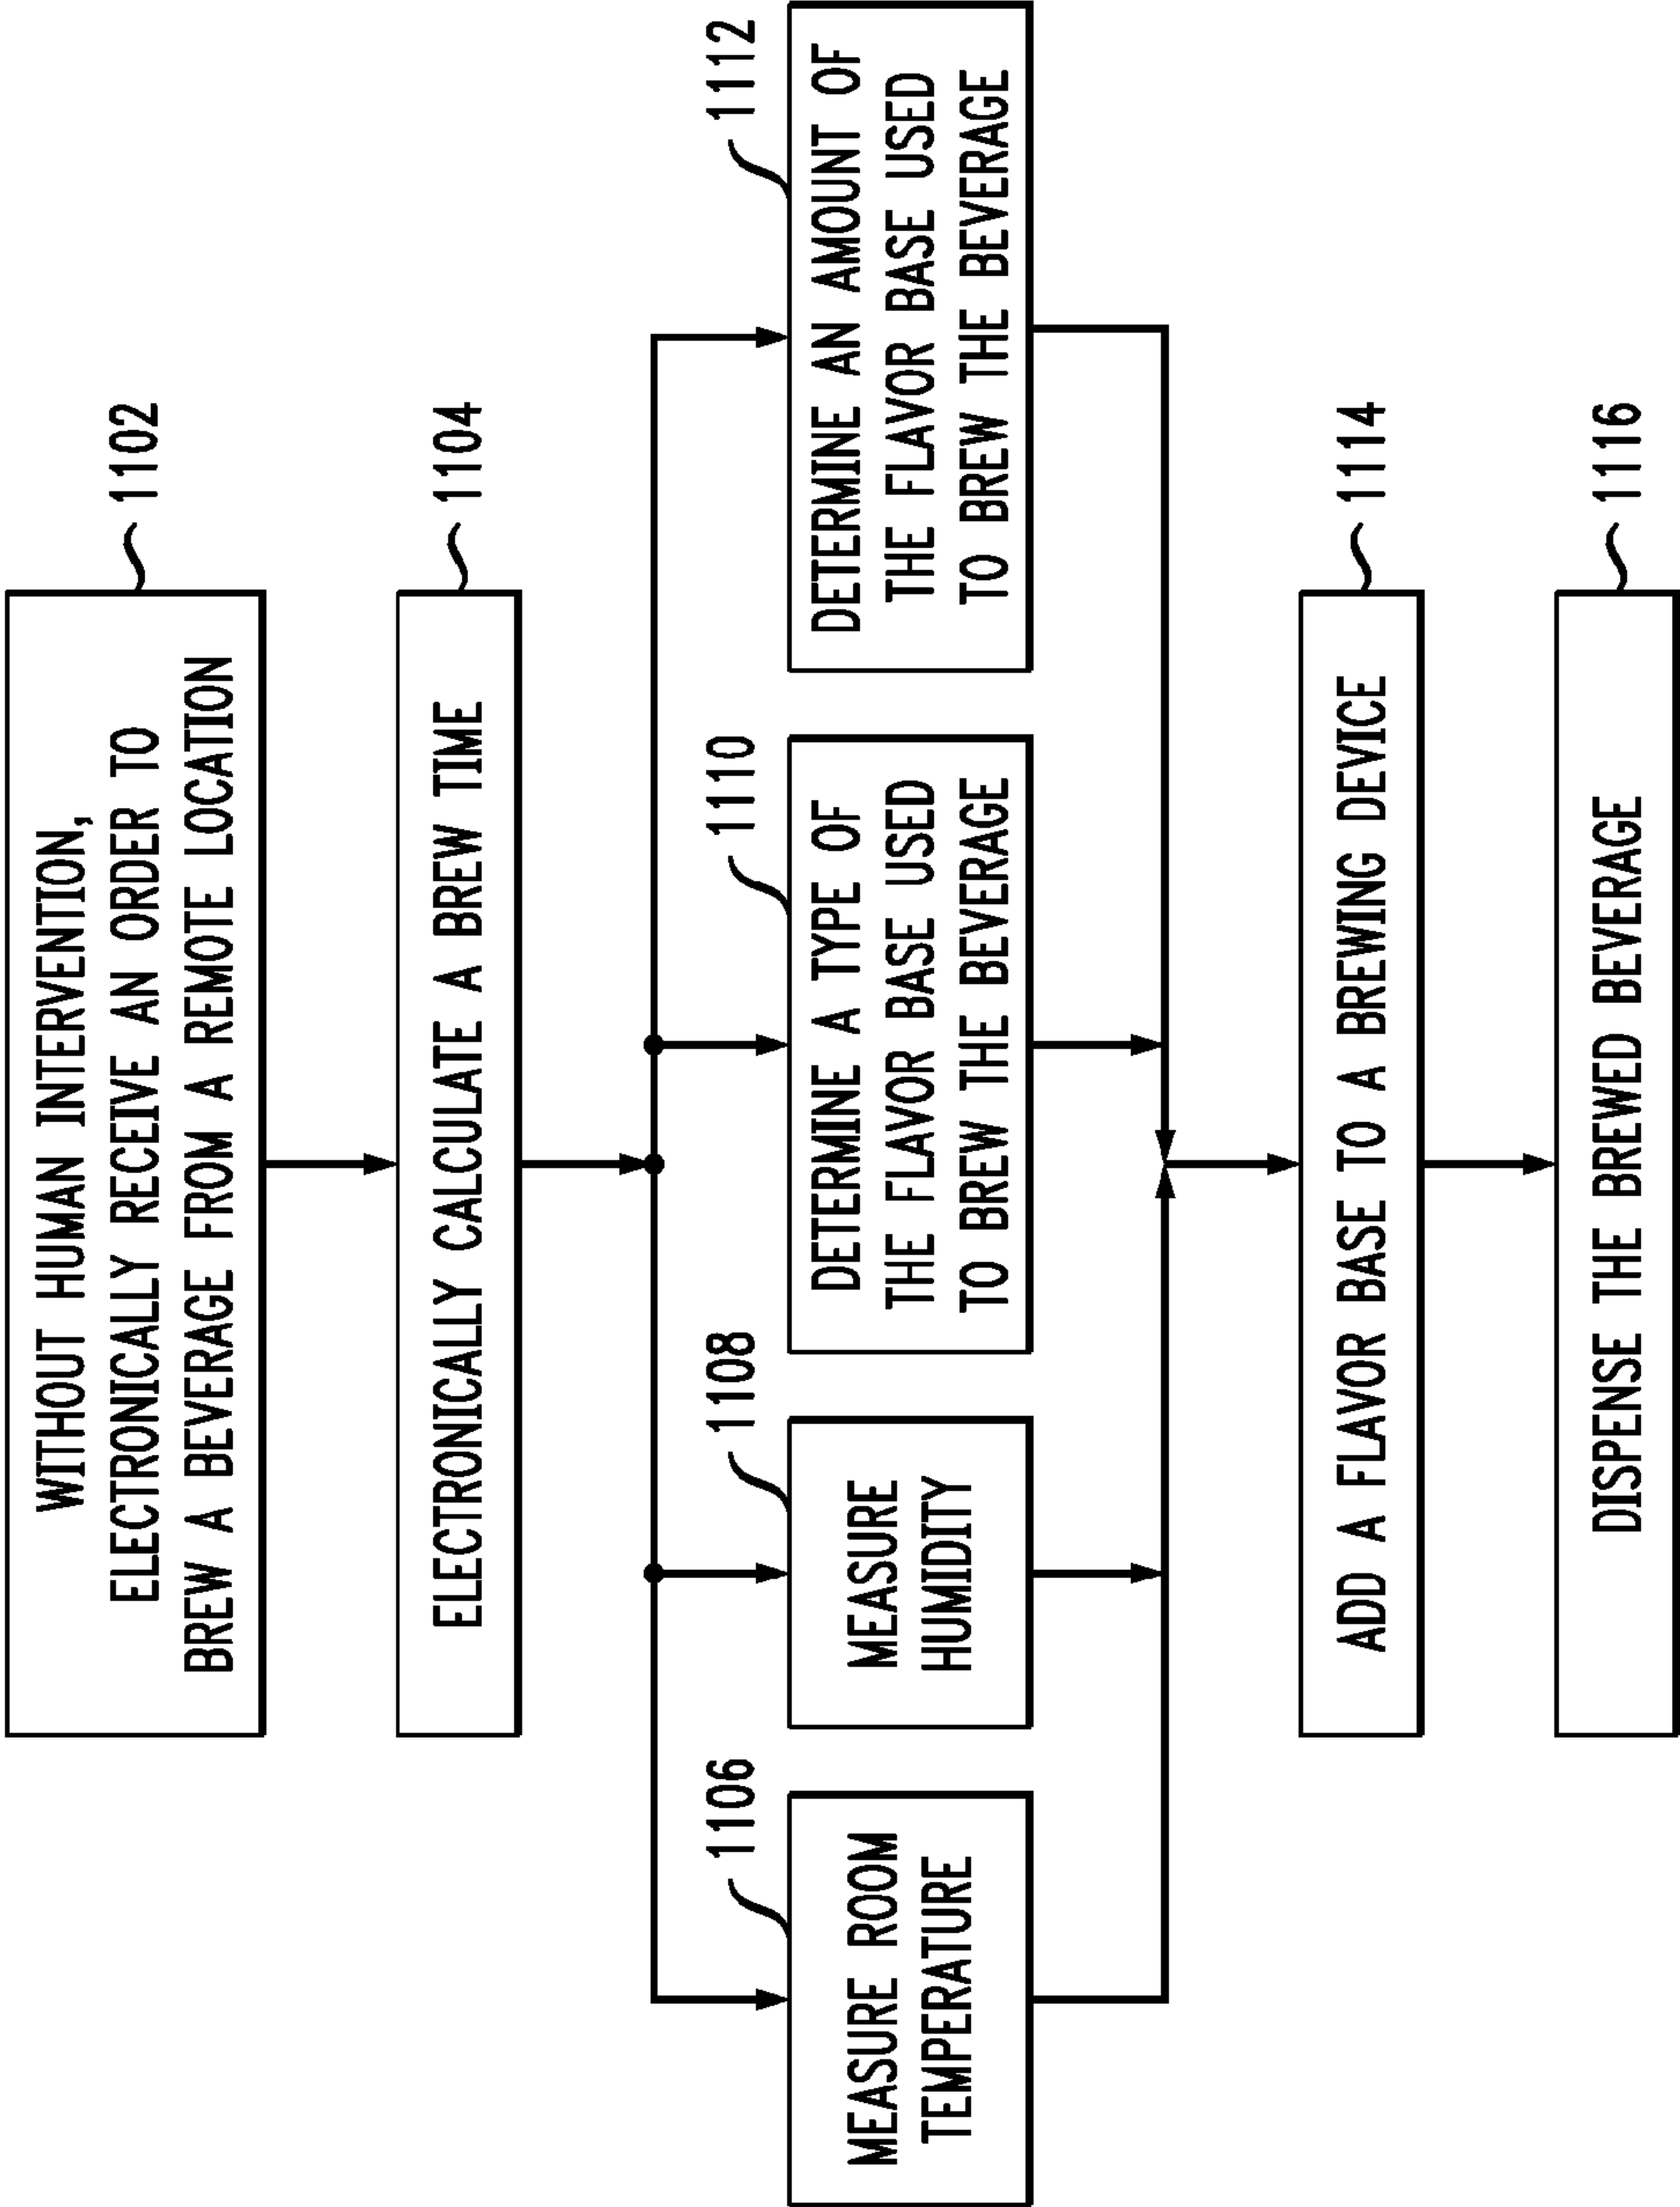 WITHOUT HUMAN INTERVENTION,
ELECTRONICALLY RECEIVE AN ORDER TO
BREW A BEVERAGE FROM A REMOTE LOCATION
1102
ELECTRONICALLY CALCULATE A BREW TIME
1104
MEASURE ROOM
TEMPERATURE
1106
MEASURE
HUMIDITY
1108
DETERMINE A TYPE OF
THE FLAVOR BASE USED
TO BREW THE BEVERAGE
1110
DETERMINE AN AMOUNT OF
THE FLAVOR BASE USED
TO BREW THE BEVERAGE
1112
ADD A FLAVOR BASE TO A BREWING DEVICE
1114
DISPENSE THE BREWED BEVERAGE
1116